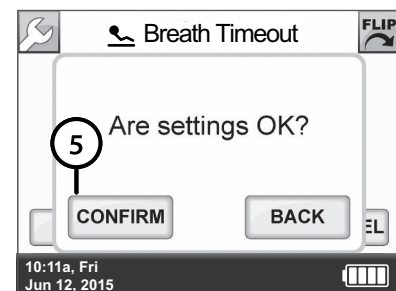 Breath Timeout
FLIP
Are settings OK?
5
CONFIRM
BACK
EL
10:11a, Fri
Jun 12, 2015